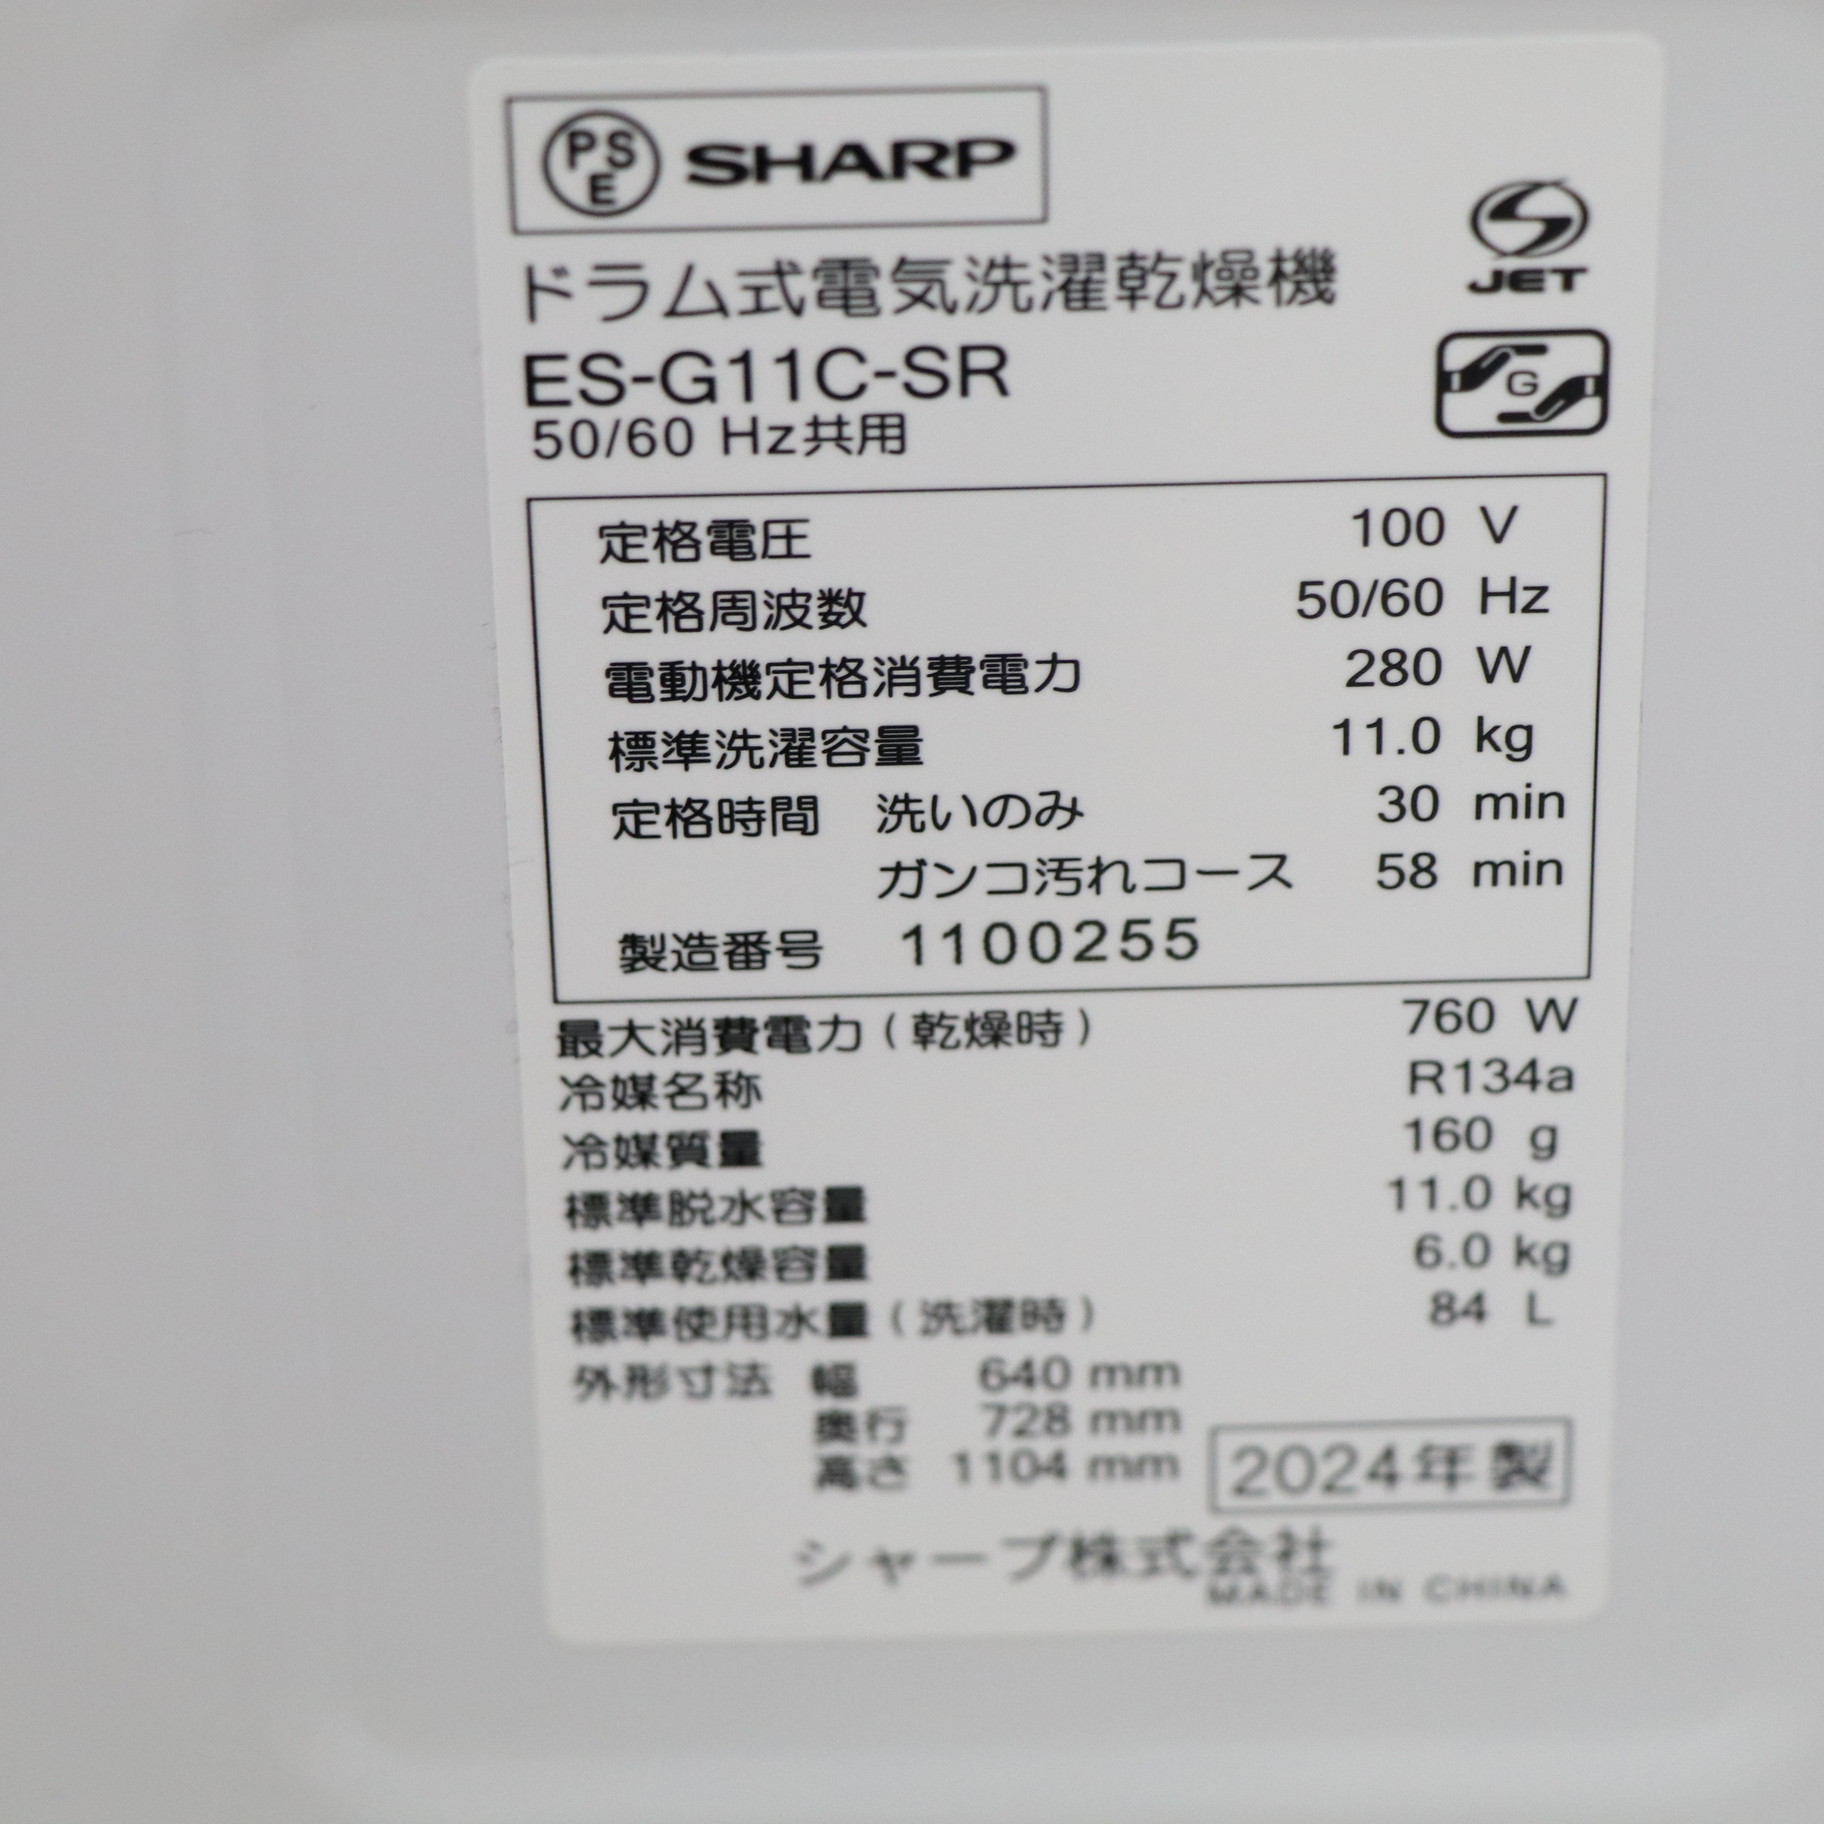 PSE SHARP
JET
ドラム式電気洗濯乾燥機
ES-G11C-SR
G
50/60 Hz共用
定格電圧 100 V
定格周波数 50/60 Hz
電動機定格消費電力 280 W
標準洗濯容量 11.0 kg
定格時間 洗いのみ 30 min
ガンコ汚れコース 58 min
製造番号 1100255
最大消費電力(乾燥時) 760 W
冷媒名称 R134a
冷媒質量 160 g
標準脱水容量 11.0 kg
標準乾燥容量 6.0 kg
標準使用水量(洗濯時) 84 L
外形寸法 幅 640 mm
奥行 728 mm
高さ 1104 mm
2024年製
シャープ株式会社
MADE IN CHINA